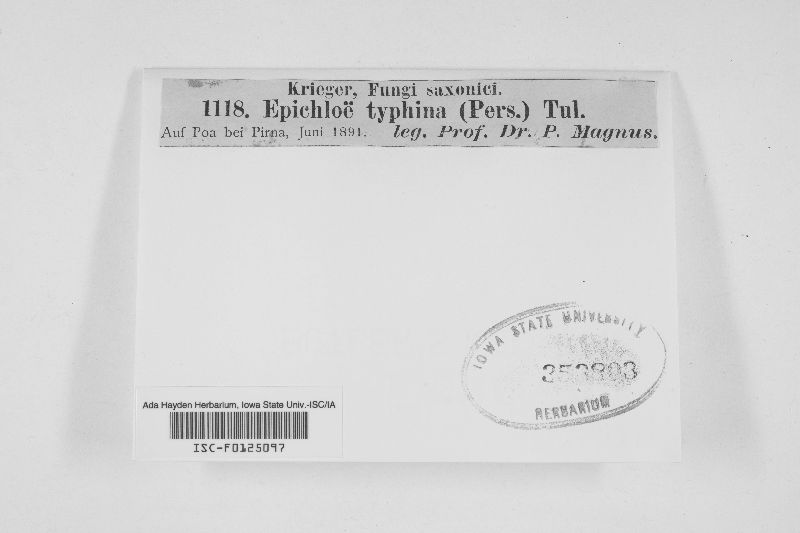 Krieger, Fungi saxonici.
1118. Epichloë typhina (Pers.) Tul.
Auf Poa bei Pirna, Juni 1891. leg. Prof. Dr. P. Magnus.
IOWA STATE UNIVERSITY
HERBARIUM
Ada Hayden Herbarium, Iowa State Univ.-ISC/IA
ISC-F0125097